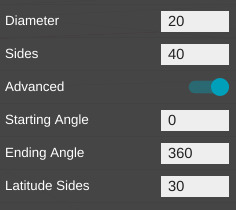 Diameter 20
Sides 40
Advanced
Starting Angle 0
Ending Angle 360
Latitude Sides 30